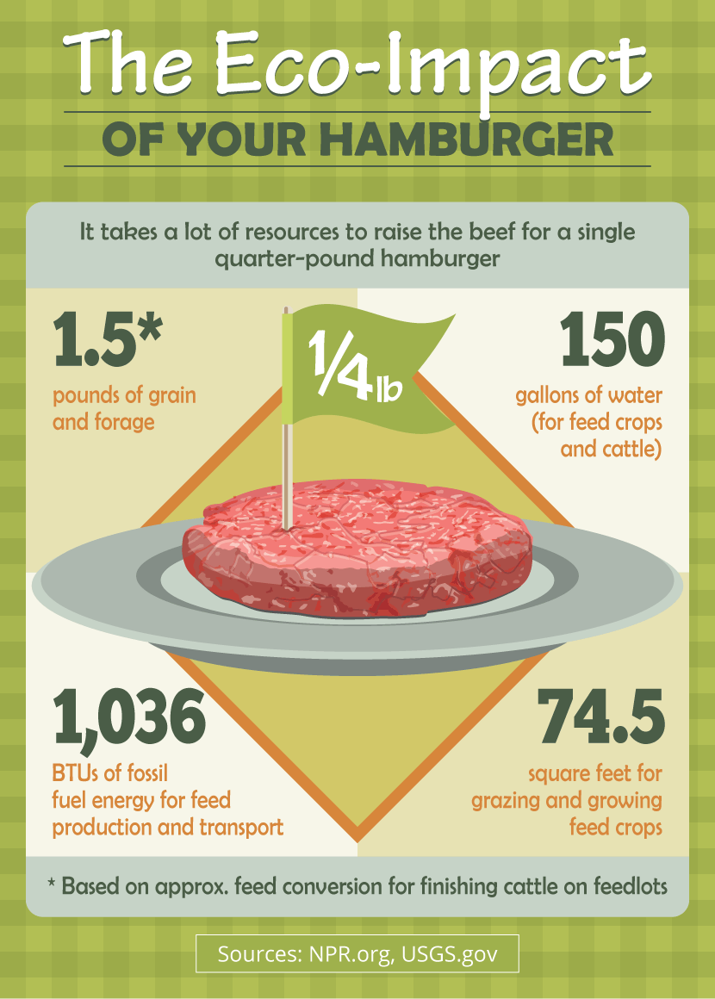 The Eco-Impact
OF YOUR HAMBURGER
It takes a lot of resources to raise the beef for a single
quarter-pound hamburger
1.5*
pounds of grain
and forage
1/4 lb
150
gallons of water
(for feed crops
and cattle)
1,036
BTUs of fossil
fuel energy for feed
production and transport
74.5
square feet for
grazing and growing
feed crops
* Based on approx. feed conversion for finishing cattle on feedlots
Sources: NPR.org, USGS.gov